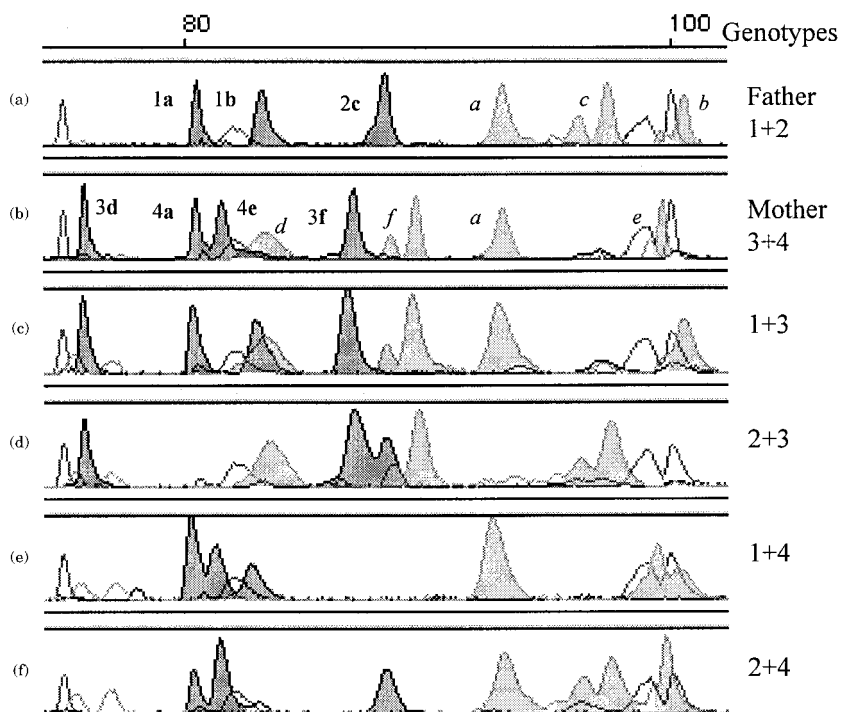 80 100 Genotypes
(a) 1a 1b 2c a c b Father
1+2
(b) 3d 4a 4e d 3f f a e Mother
3+4
(c) 1+3
(d) 2+3
(e) 1+4
(f) 2+4